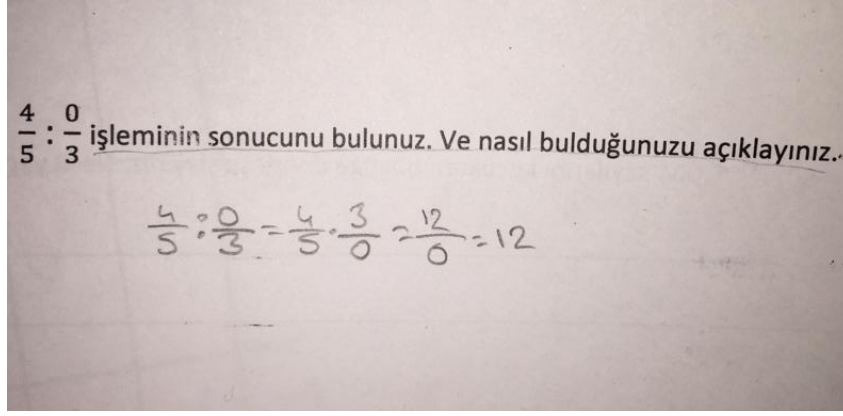 4/5 : 0/3 işleminin sonucunu bulunuz. Ve nasıl bulduğunuzu açıklayınız.
4/5 : 0/3 = 4/5 · 3/0 = 12/0 = 12